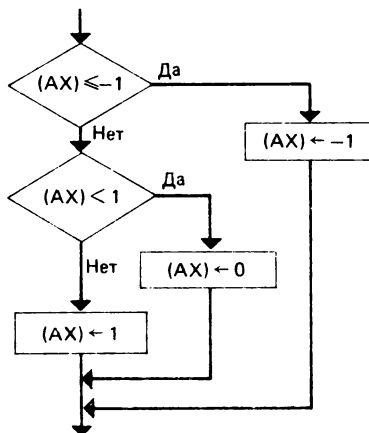 (AX) ≤ -1
Да
Нет
(AX) ← -1
(AX) < 1
Да
Нет
(AX) ← 0
(AX) ← 1